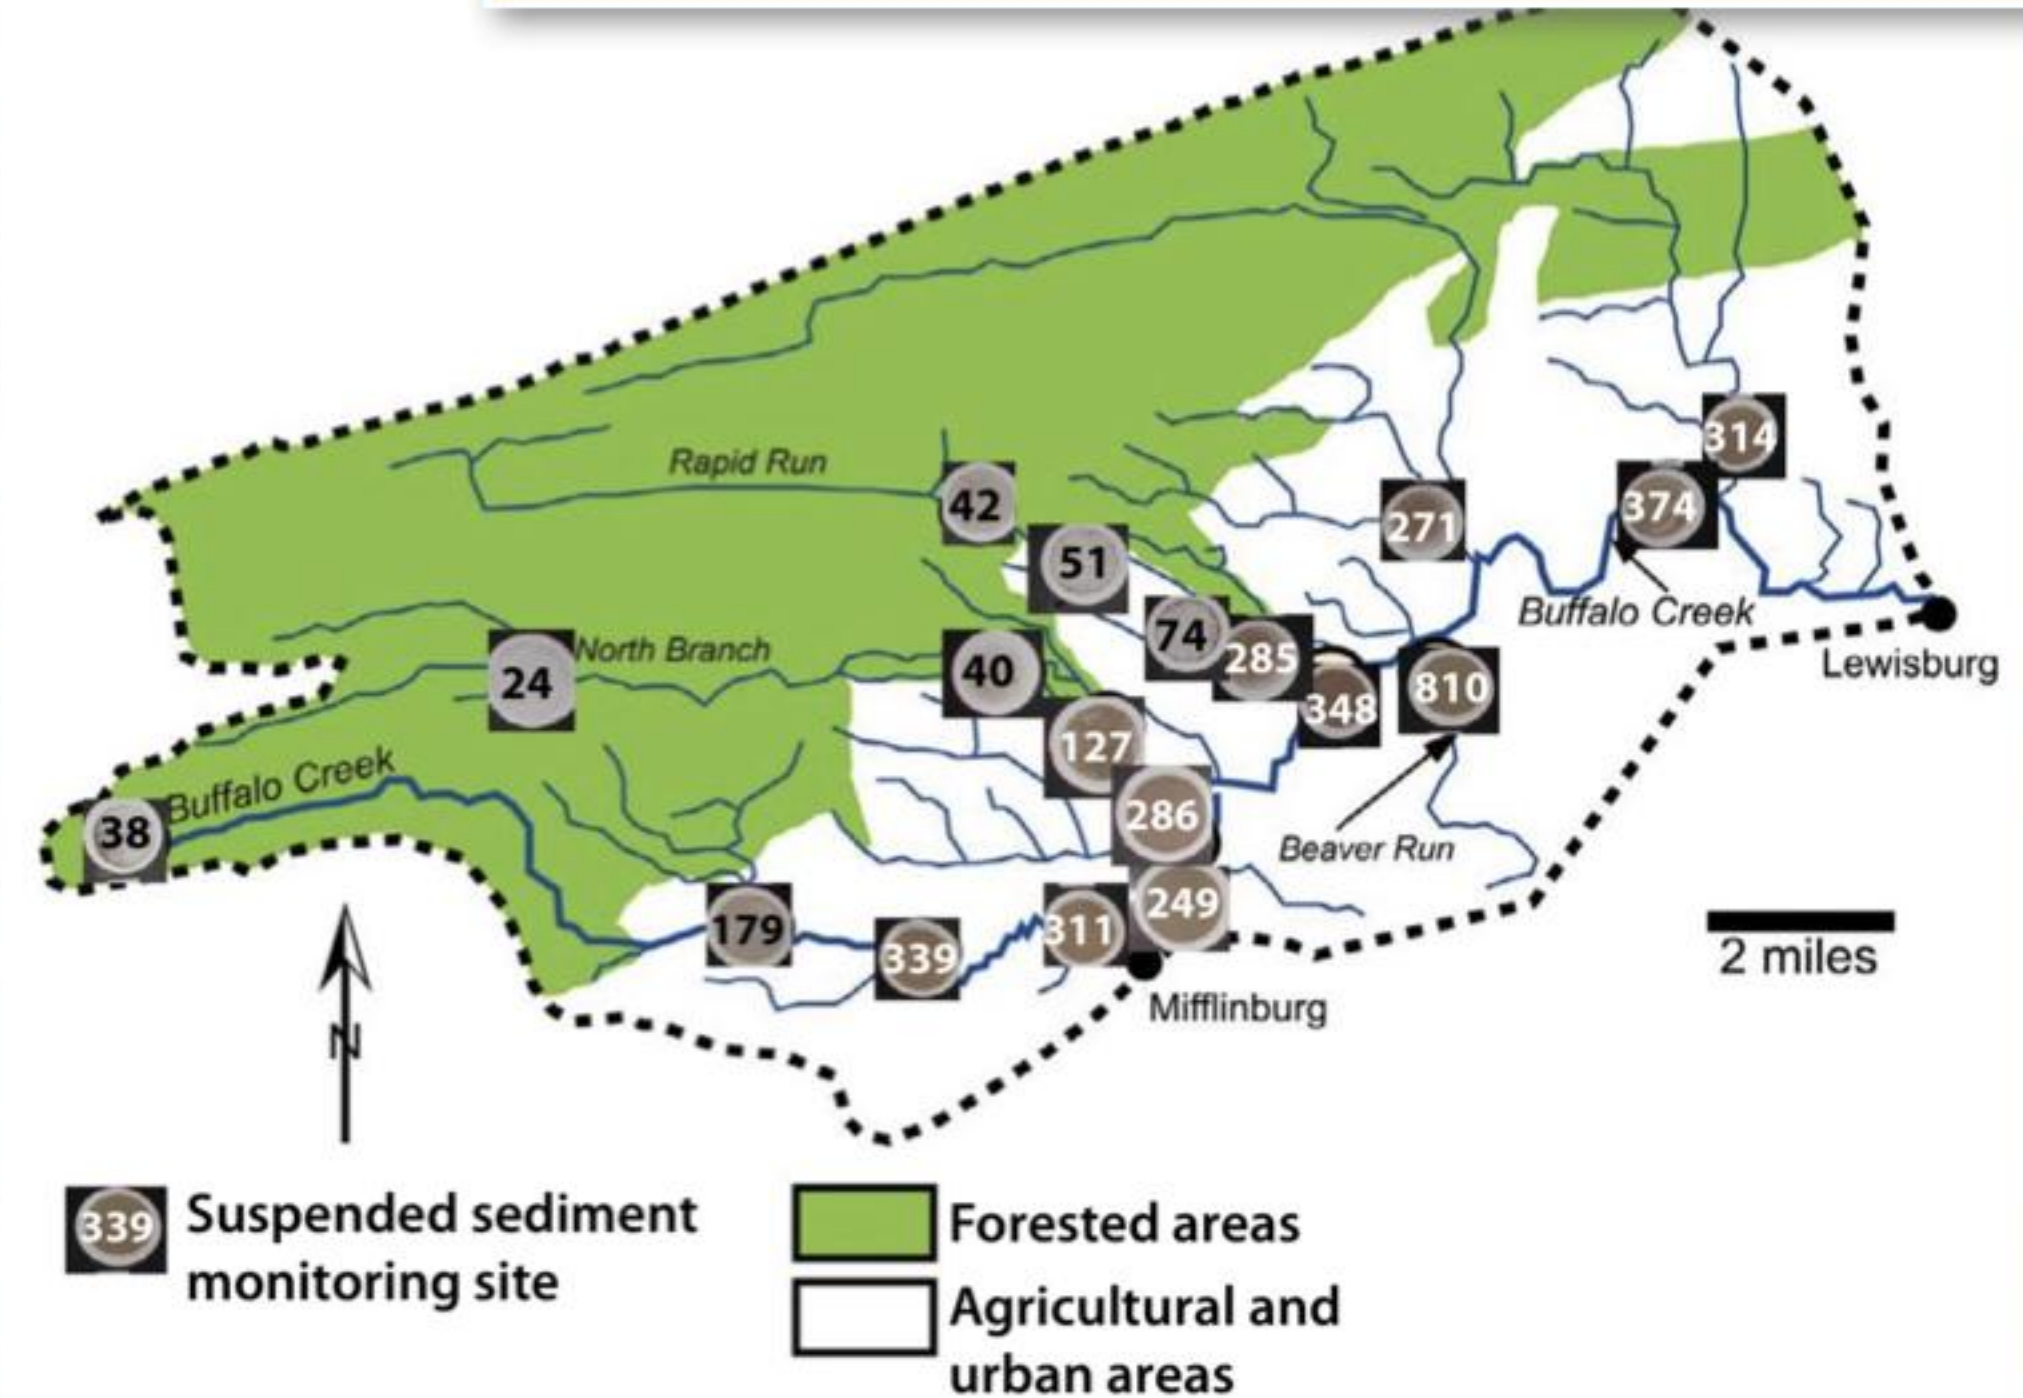 314
Rapid Run
42
374
271
51
Buffalo Creek
74
North Branch
285
Lewisburg
24
40
810
348
127
Buffalo Creek
286
38
Beaver Run
249
179
311
339
2 miles
Mifflinburg
N
339
Suspended sediment
monitoring site
Forested areas
Agricultural and
urban areas